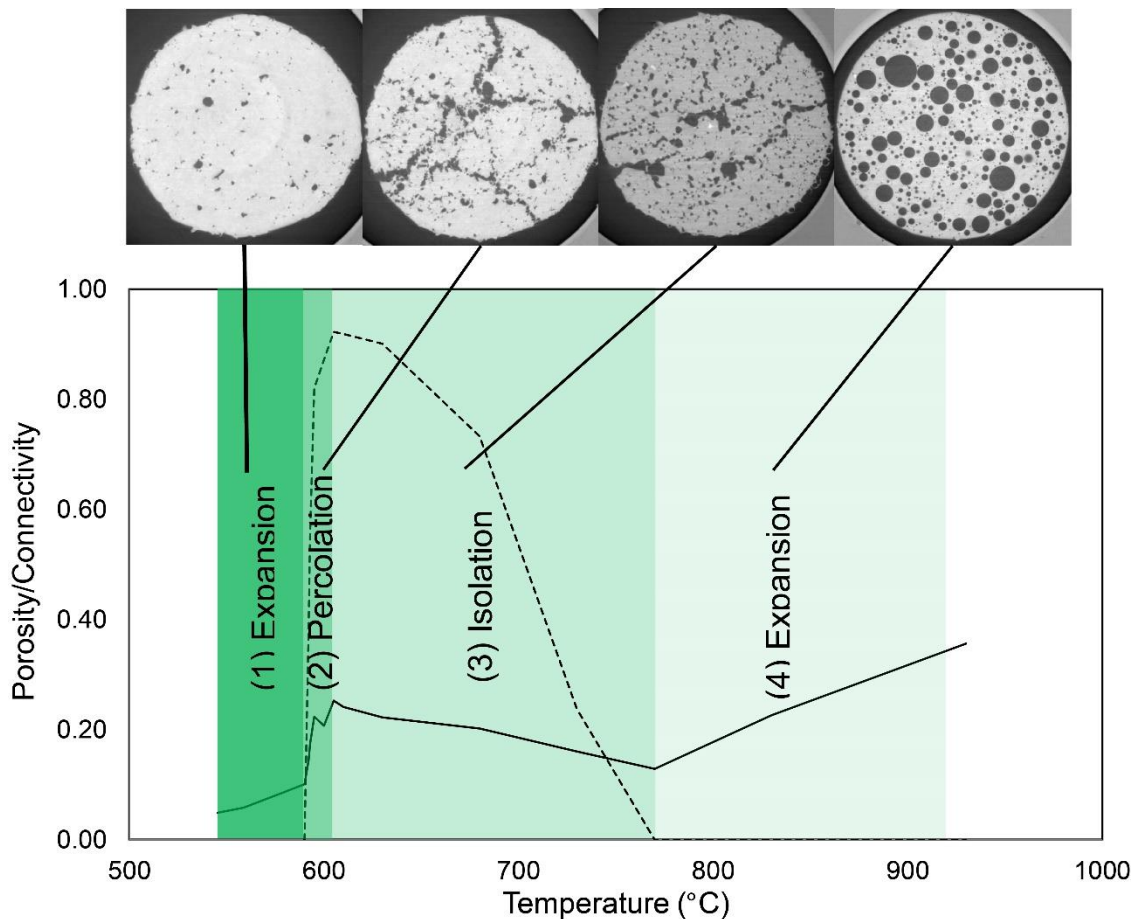 1.00
0.80
0.60
0.40
0.20
0.00
Porosity/Connectivity
(1) Expansion
(2) Percolation
(3) Isolation
(4) Expansion
500
600
700
800
900
1000
Temperature (°C)